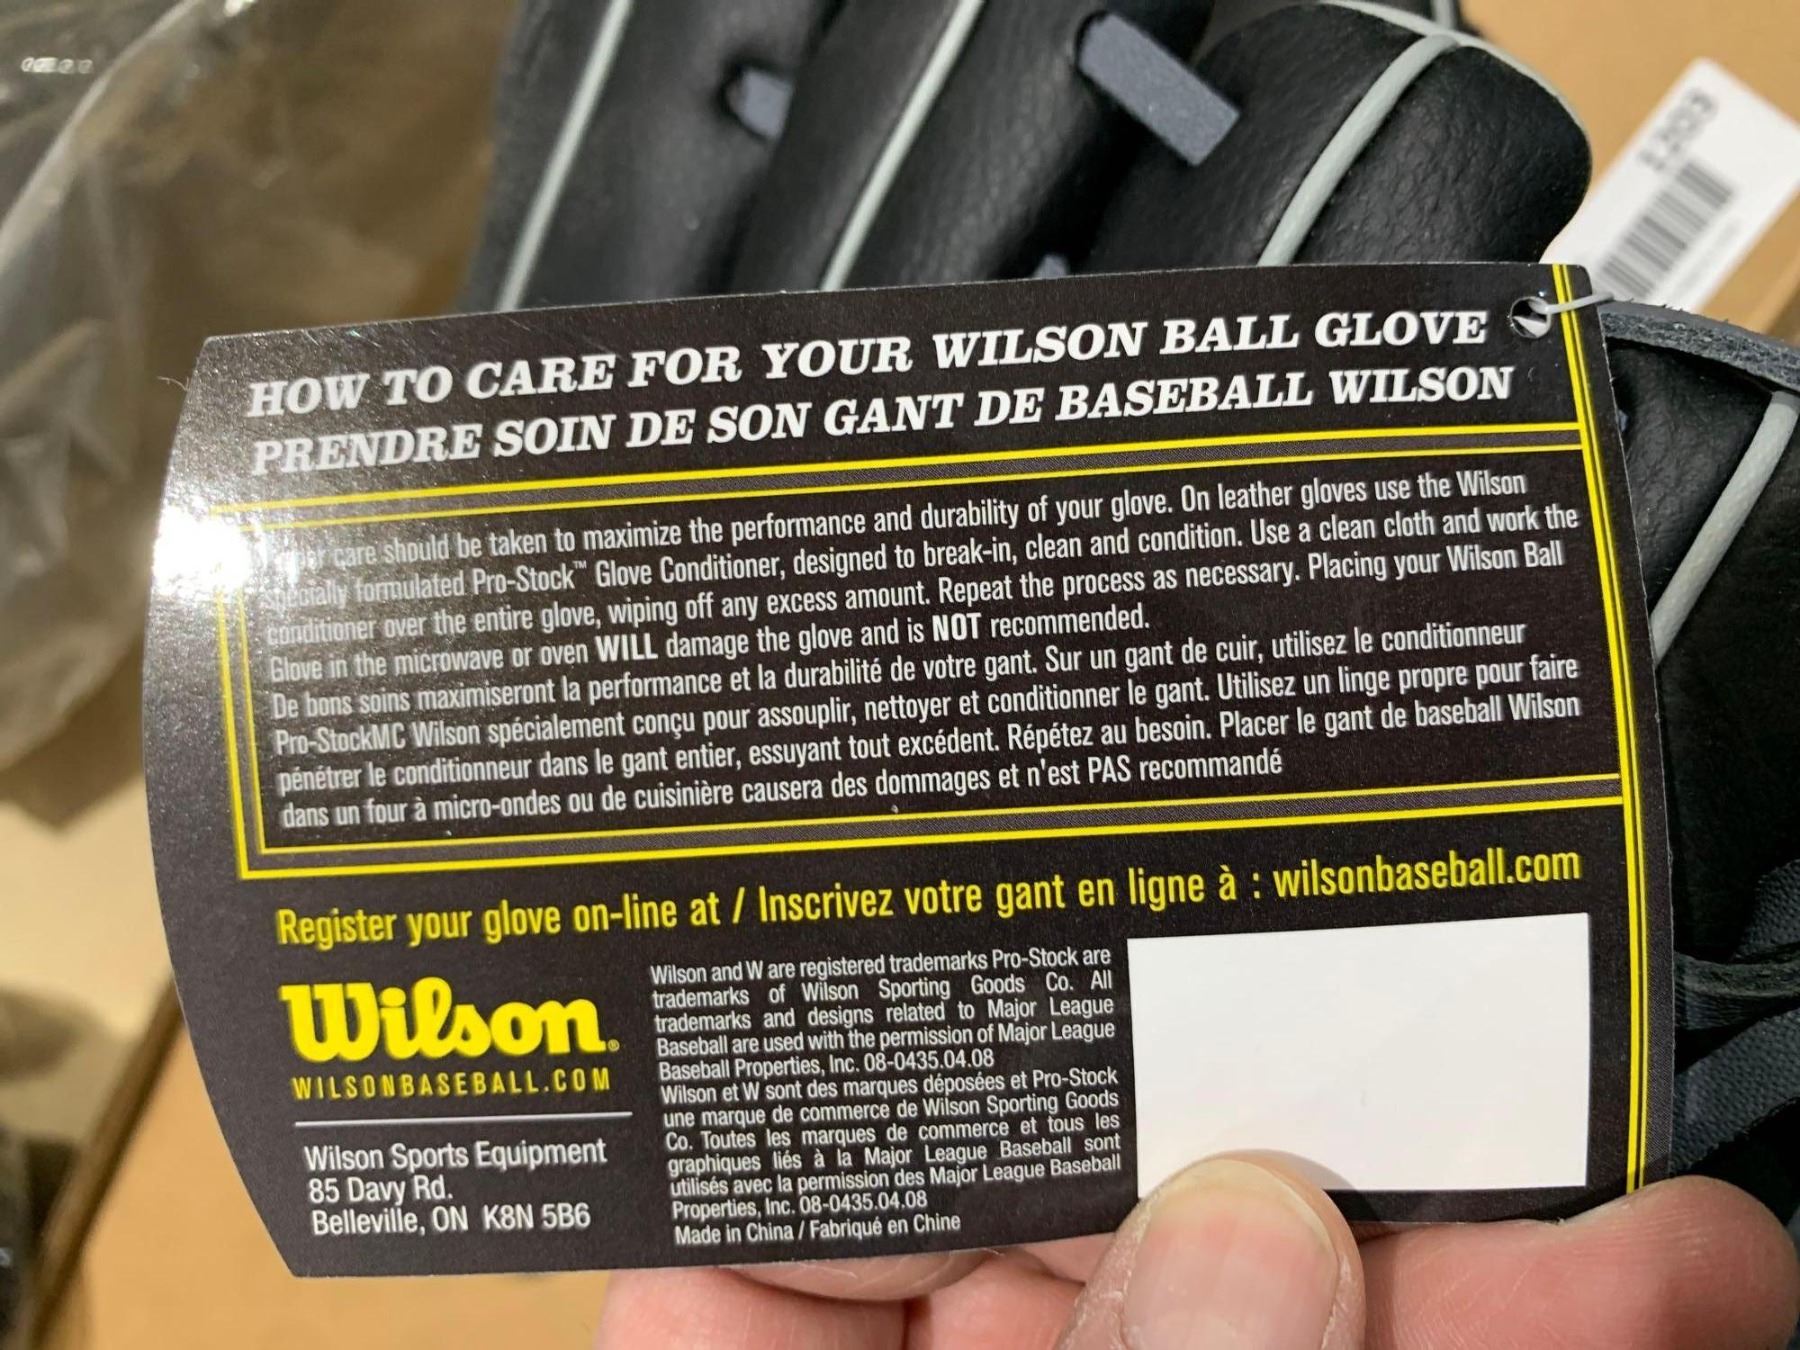 HOW TO CARE FOR YOUR WILSON BALL GLOVE
PRENDRE SOIN DE SON GANT DE BASEBALL WILSON
care should be taken to maximize the performance and durability of your glove. On leather gloves use the Wilson
specially formulated Pro-Stock™ Glove Conditioner, designed to break-in, clean and condition. Use a clean cloth and work the
conditioner over the entire glove, wiping off any excess amount. Repeat the process as necessary. Placing your Wilson Ball
Glove in the microwave or oven WILL damage the glove and is NOT recommended.
De bons soins maximiseront la performance et la durabilité de votre gant. Sur un gant de cuir, utilisez le conditionneur
Pro-StockMC Wilson spécialement conçu pour assouplir, nettoyer et conditionner le gant. Utilisez un linge propre pour faire
pénétrer le conditionneur dans le gant entier, essuyant tout excédent. Répétez au besoin. Placer le gant de baseball Wilson
dans un four à micro-ondes ou de cuisinière causera des dommages et n'est PAS recommandé
Register your glove on-line at / Inscrivez votre gant en ligne à : wilsonbaseball.com
Wilson®
WILSONBASEBALL.COM
Wilson Sports Equipment
85 Davy Rd.
Belleville, ON K8N 5B6
Wilson and W are registered trademarks Pro-Stock are
trademarks of Wilson Sporting Goods Co. All
trademarks and designs related to Major League
Baseball are used with the permission of Major League
Baseball Properties, Inc. 08-0435.04.08
Wilson et W sont des marques déposées et Pro-Stock
une marque de commerce de Wilson Sporting Goods
Co. Toutes les marques de commerce et tous les
graphiques liés à la Major League Baseball sont
utilisés avec la permission des Major League Baseball
Properties, Inc. 08-0435.04.08
Made in China / Fabriqué en Chine